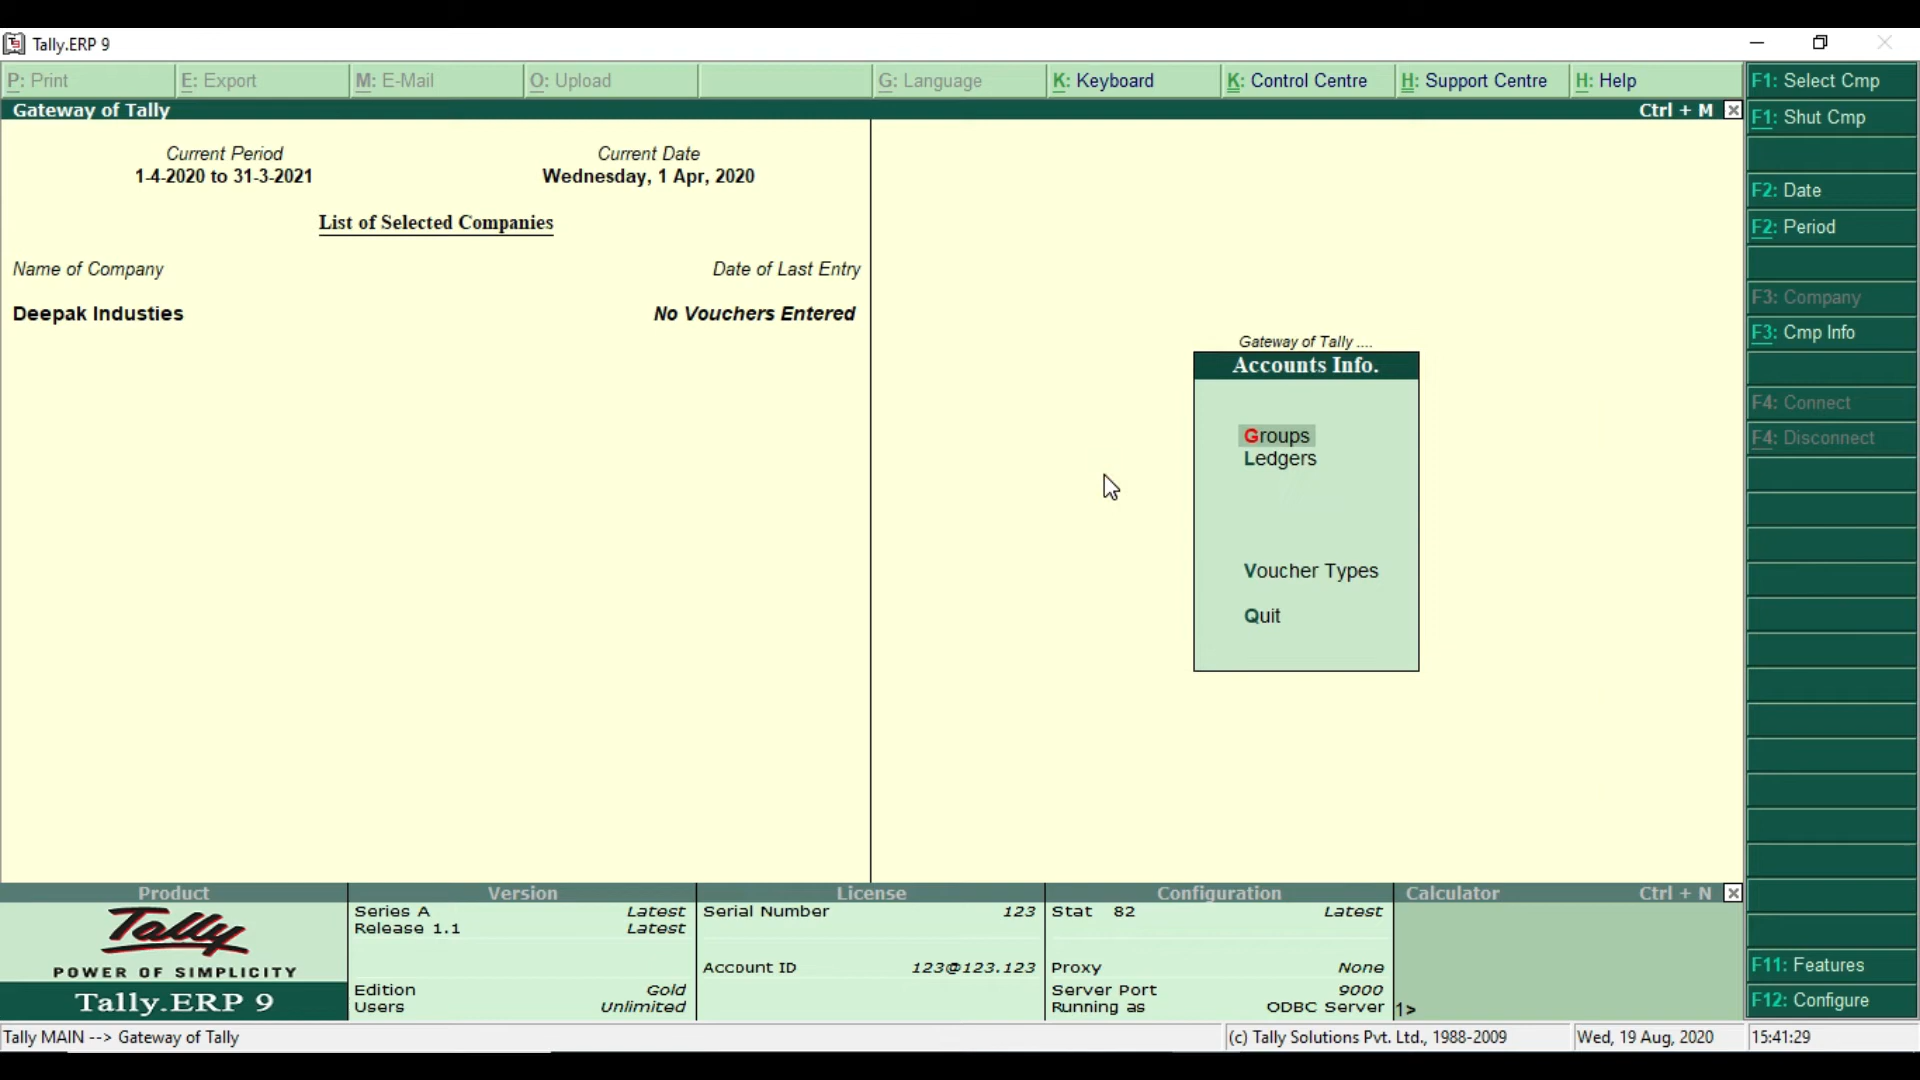 Tally.ERP 9
P: Print E: Export M: E-Mail O: Upload G: Language K: Keyboard K: Control Centre H: Support Centre H: Help
Gateway of Tally Ctrl + M
Current Period Current Date
1-4-2020 to 31-3-2021 Wednesday, 1 Apr, 2020
List of Selected Companies
Name of Company Date of Last Entry
Deepak Industies No Vouchers Entered
Gateway of Tally ....
Accounts Info.
Groups
Ledgers
Voucher Types
Quit
F1: Select Cmp
F1: Shut Cmp
F2: Date
F2: Period
F3: Company
F3: Cmp Info
F4: Connect
F4: Disconnect
F11: Features
F12: Configure
Product Version License Configuration Calculator Ctrl + N
Tally
POWER OF SIMPLICITY
Tally.ERP 9
Series A Latest
Release 1.1 Latest
Edition Gold
Users Unlimited
Serial Number 123
Account ID 123@123.123
Stat 82 Latest
Proxy None
Server Port 9000
Running as ODBC Server
1>
Tally MAIN --> Gateway of Tally (c) Tally Solutions Pvt. Ltd., 1988-2009 Wed, 19 Aug, 2020 15:41:29